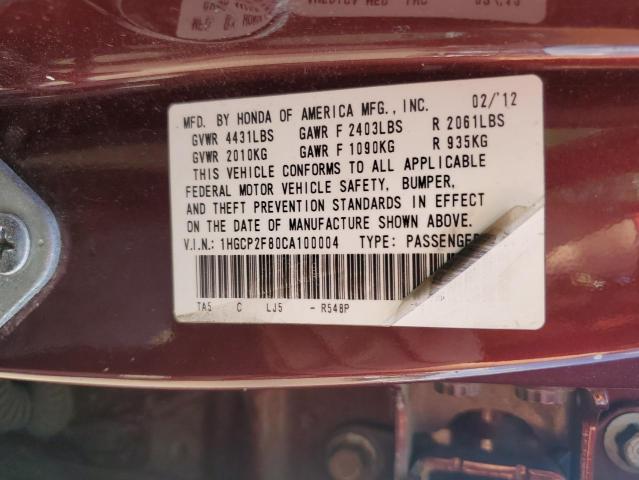 MFD. BY HONDA OF AMERICA MFG., INC. 02/'12
GVWR 4431LBS GAWR F 2403LBS R 2061LBS
GVWR 2010KG GAWR F 1090KG R 935KG
THIS VEHICLE CONFORMS TO ALL APPLICABLE
FEDERAL MOTOR VEHICLE SAFETY, BUMPER,
AND THEFT PREVENTION STANDARDS IN EFFECT
ON THE DATE OF MANUFACTURE SHOWN ABOVE.
V.I.N.: 1HGCP2F80CA100004 TYPE: PASSENGER
TA5 C LJ5 - R548P